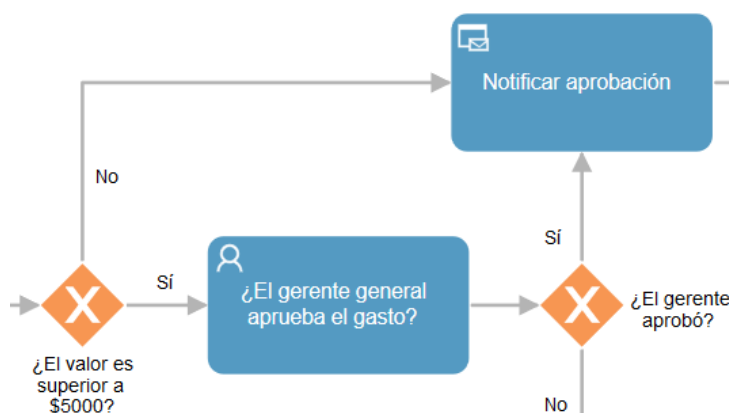 Notificar aprobación
No
Sí
¿El gerente general
aprueba el gasto?
Sí
¿El gerente
aprobó?
¿El valor es
superior a
$5000?
No